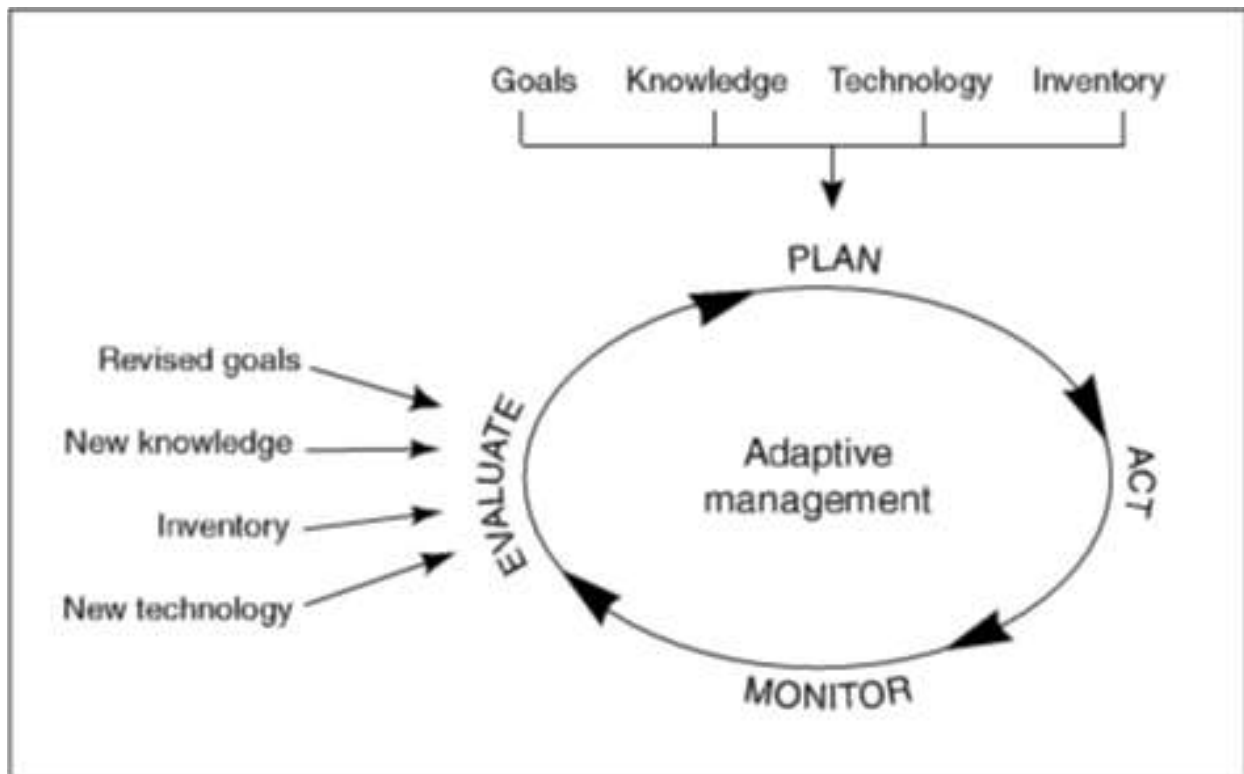 Goals Knowledge Technology Inventory
PLAN
Revised goals
New knowledge
Inventory
New technology
EVALUATE
Adaptive
management
ACT
MONITOR